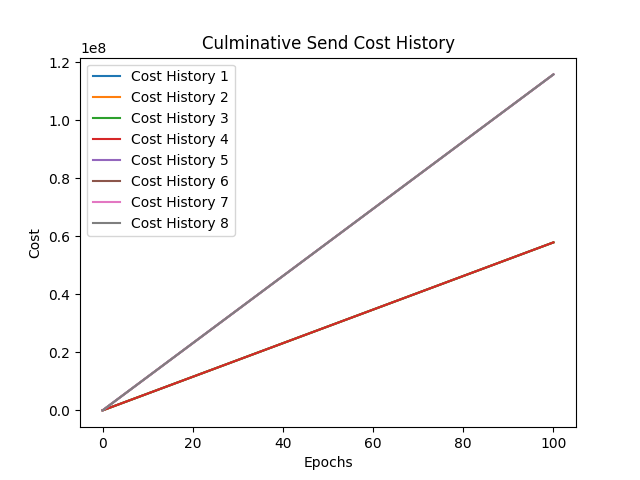 Culminative Send Cost History
1e8
1.2
1.0
0.8
0.6
0.4
0.2
0.0
Cost
Cost History 1
Cost History 2
Cost History 3
Cost History 4
Cost History 5
Cost History 6
Cost History 7
Cost History 8
0 20 40 60 80 100
Epochs